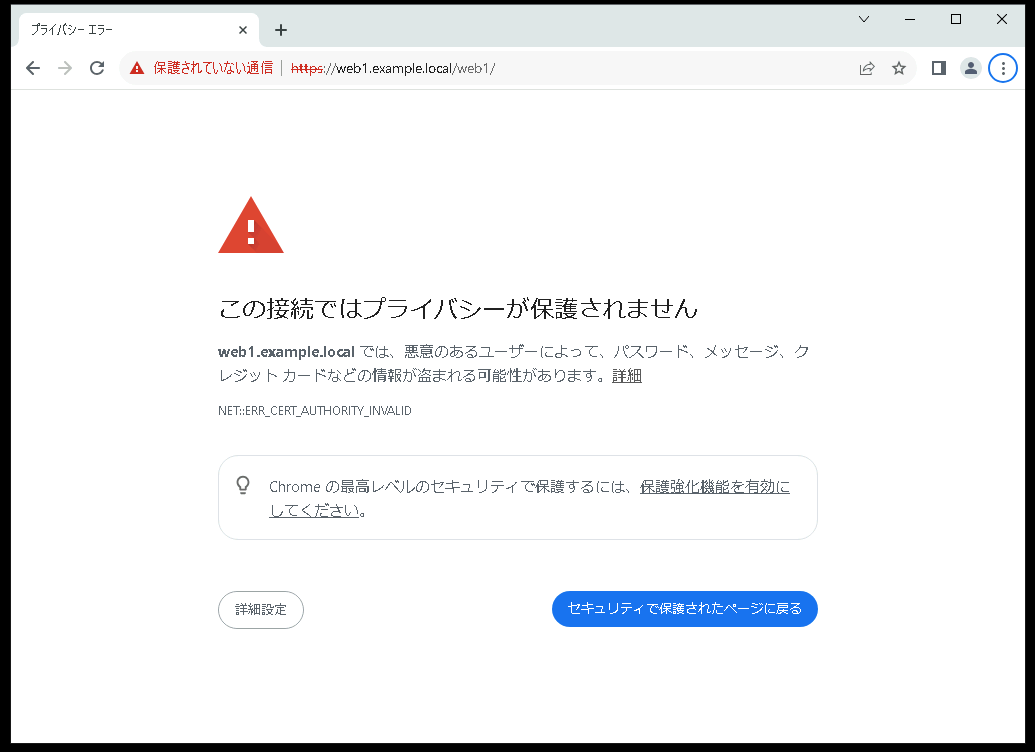 プライバシー エラー
保護されていない通信 | https://web1.example.local/web1/
この接続ではプライバシーが保護されません
web1.example.local では、悪意のあるユーザーによって、パスワード、メッセージ、ク
レジット カードなどの情報が盗まれる可能性があります。詳細
NET::ERR_CERT_AUTHORITY_INVALID
Chrome の最高レベルのセキュリティで保護するには、保護強化機能を有効に
してください。
詳細設定
セキュリティで保護されたページに戻る